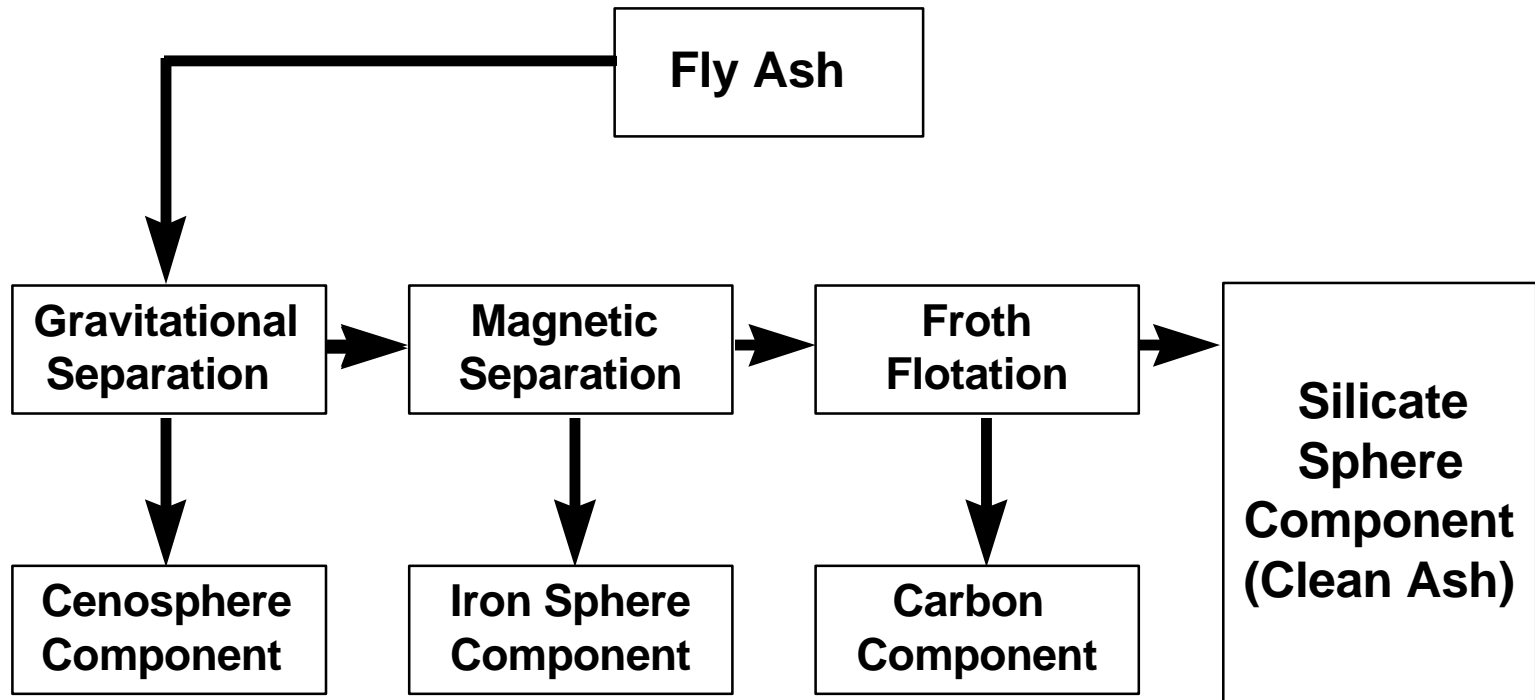 Fly Ash
Gravitational
Separation
Magnetic
Separation
Froth
Flotation
Silicate
Sphere
Component
(Clean Ash)
Cenosphere
Component
Iron Sphere
Component
Carbon
Component